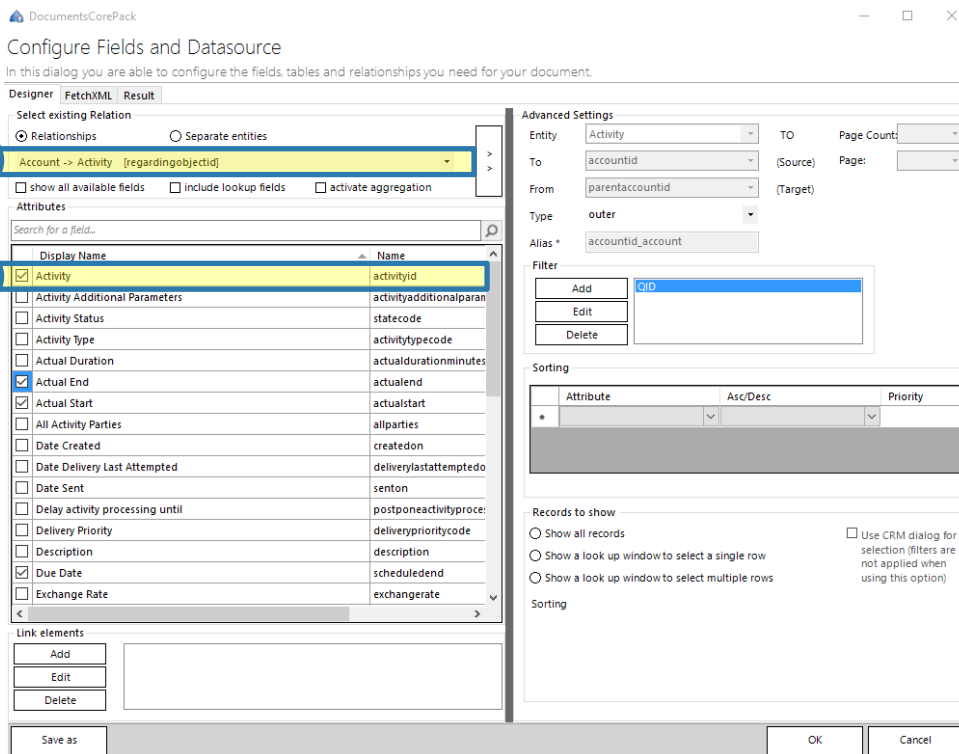 DocumentsCorePack
Configure Fields and Datasource
In this dialog you are able to configure the fields, tables and relationships you need for your document.
Designer FetchXML Result
Select existing Relation
Relationships Separate entities
Account -> Activity [regardingobjectid]
> >
show all available fields include lookup fields activate aggregation
Attributes
Search for a field...
Display Name Name
Activity activityid
Activity Additional Parameters activityadditionalparam
Activity Status statecode
Activity Type activitytypecode
Actual Duration actualdurationminutes
Actual End actualend
Actual Start actualstart
All Activity Parties allparties
Date Created createdon
Date Delivery Last Attempted deliverylastattemptedo
Date Sent senton
Delay activity processing until postponeactivityproces
Delivery Priority deliveryprioritycode
Description description
Due Date scheduledend
Exchange Rate exchangerate
Link elements
Add
Edit
Delete
Advanced Settings
Entity Activity TO Page Count:
To accountid (Source) Page:
From parentaccountid (Target)
Type outer
Alias * accountid_account
Filter
Add QID
Edit
Delete
Sorting
Attribute Asc/Desc Priority
*
Records to show
Show all records
Show a look up window to select a single row
Show a look up window to select multiple rows
Use CRM dialog for
selection (filters are
not applied when
using this option)
Sorting
Save as OK Cancel